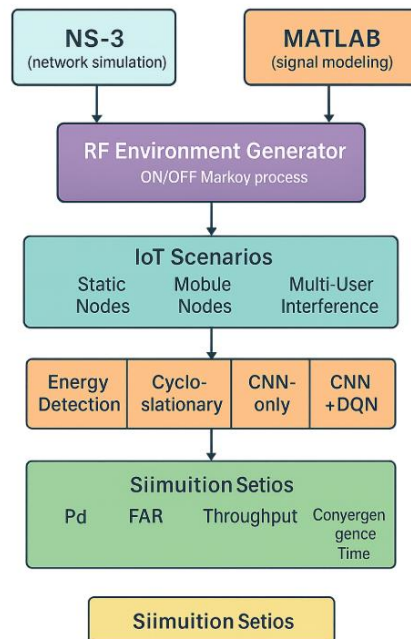 NS-3
(network simulation)
MATLAB
(signal modeling)
RF Environment Generator
ON/OFF Markoy process
IoT Scenarios
Static
Nodes
Mobule
Nodes
Multi-User
Interference
Energy
Detection
Cyclo-
slationary
CNN-
only
CNN
+DQN
Siimuition Setios
Pd
FAR
Throughput
Conyergen
gence
Time
Siimuition Setios